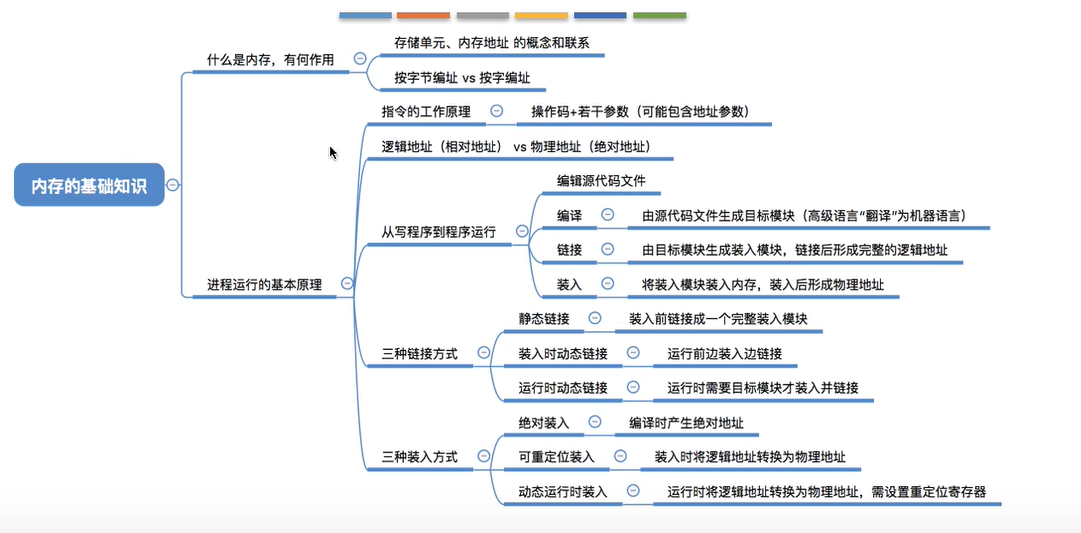 内存的基础知识
什么是内存，有何作用
存储单元、内存地址 的概念和联系
按字节编址 vs 按字编址
进程运行的基本原理
指令的工作原理
操作码+若干参数（可能包含地址参数）
逻辑地址（相对地址） vs 物理地址（绝对地址）
从写程序到程序运行
编辑源代码文件
编译
由源代码文件生成目标模块（高级语言“翻译”为机器语言）
链接
由目标模块生成装入模块，链接后形成完整的逻辑地址
装入
将装入模块装入内存，装入后形成物理地址
三种链接方式
静态链接
装入前链接成一个完整装入模块
装入时动态链接
运行前边装入边链接
运行时动态链接
运行时需要目标模块才装入并链接
三种装入方式
绝对装入
编译时产生绝对地址
可重定位装入
装入时将逻辑地址转换为物理地址
动态运行时装入
运行时将逻辑地址转换为物理地址，需设置重定位寄存器